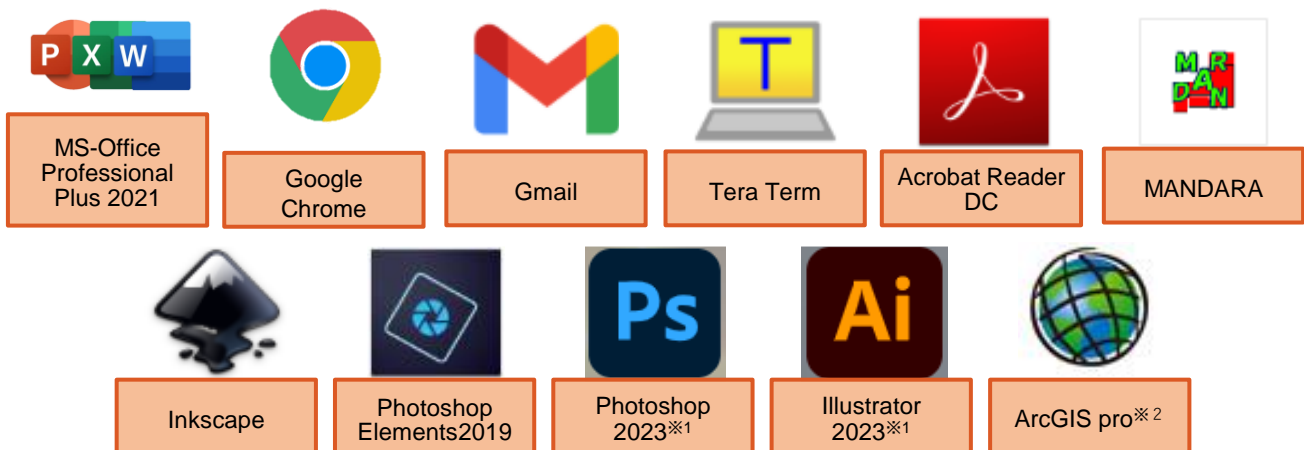 P X W
T
M R
D A N
MS-Office
Professional
Plus 2021
Google
Chrome
Gmail
Tera Term
Acrobat Reader
DC
MANDARA
Ps
Ai
Inkscape
Photoshop
Elements2019
Photoshop
2023※1
Illustrator
2023※1
ArcGIS pro※2